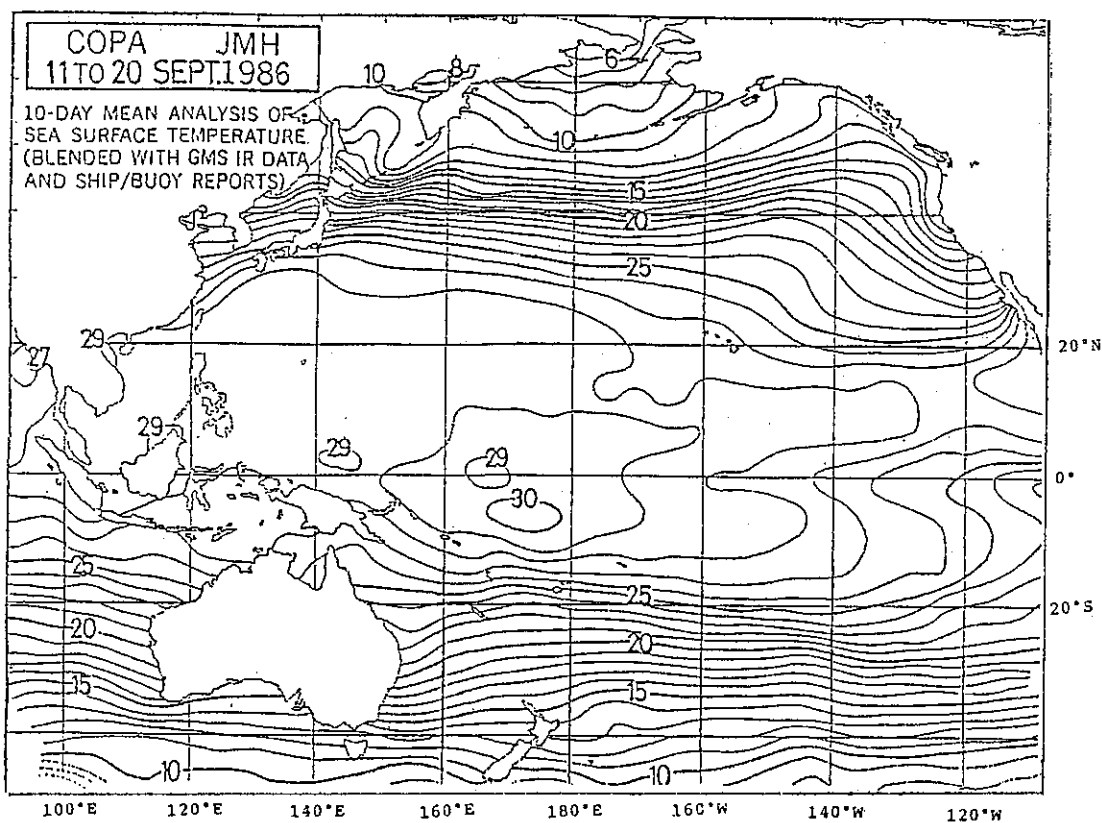 COPA JMH
11 TO 20 SEPT.1986
10-DAY MEAN ANALYSIS OF
SEA SURFACE TEMPERATURE
(BLENDED WITH GMS IR DATA
AND SHIP/BUOY REPORTS)
10 8 6
10
15
20
25
29
27
20°N
29
29 29
0°
30
25 25
20°S
20 20
15 15
10 10
100°E 120°E 140°E 160°E 180°E 160°W 140°W 120°W